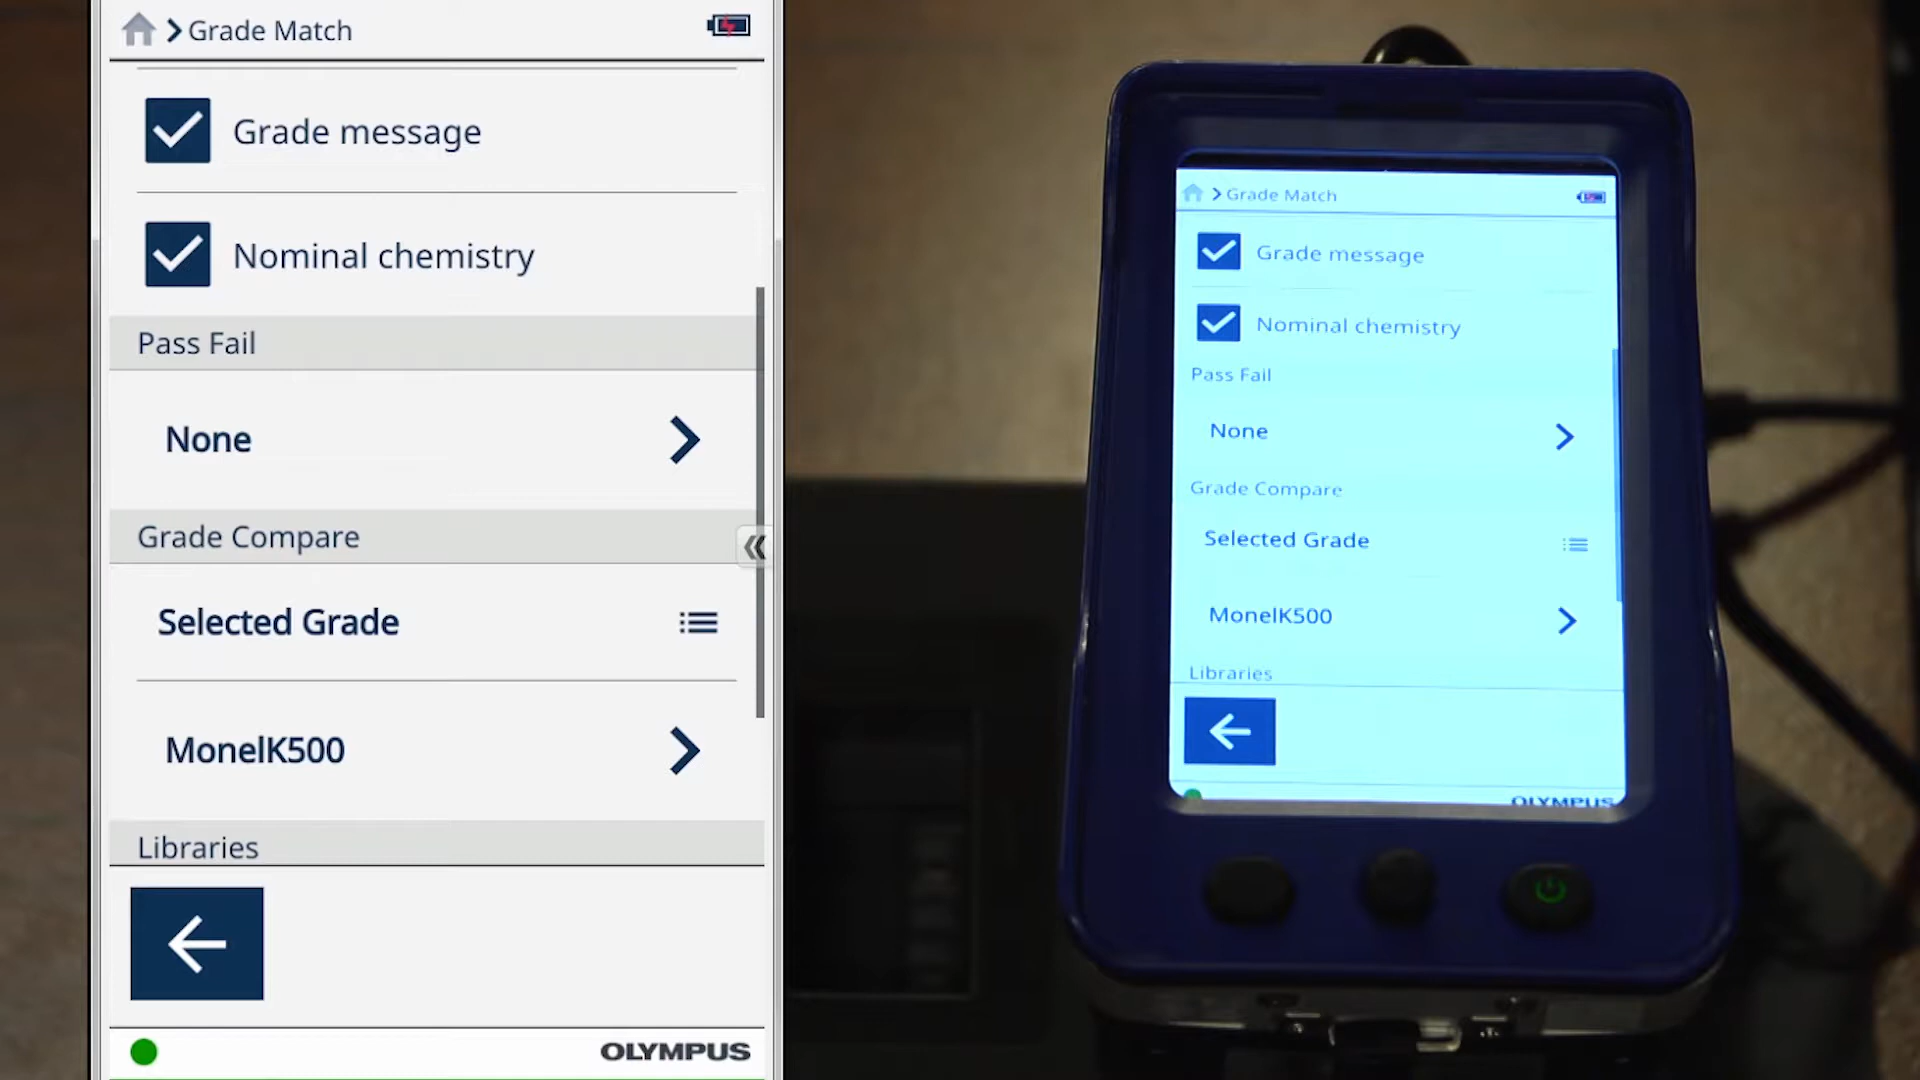 Grade Match
Grade message
Nominal chemistry
Pass Fail
None
Grade Compare
Selected Grade
MonelK500
Libraries
OLYMPUS
Grade Match
Grade message
Nominal chemistry
Pass Fail
None
Grade Compare
Selected Grade
MonelK500
Libraries
OLYMPUS